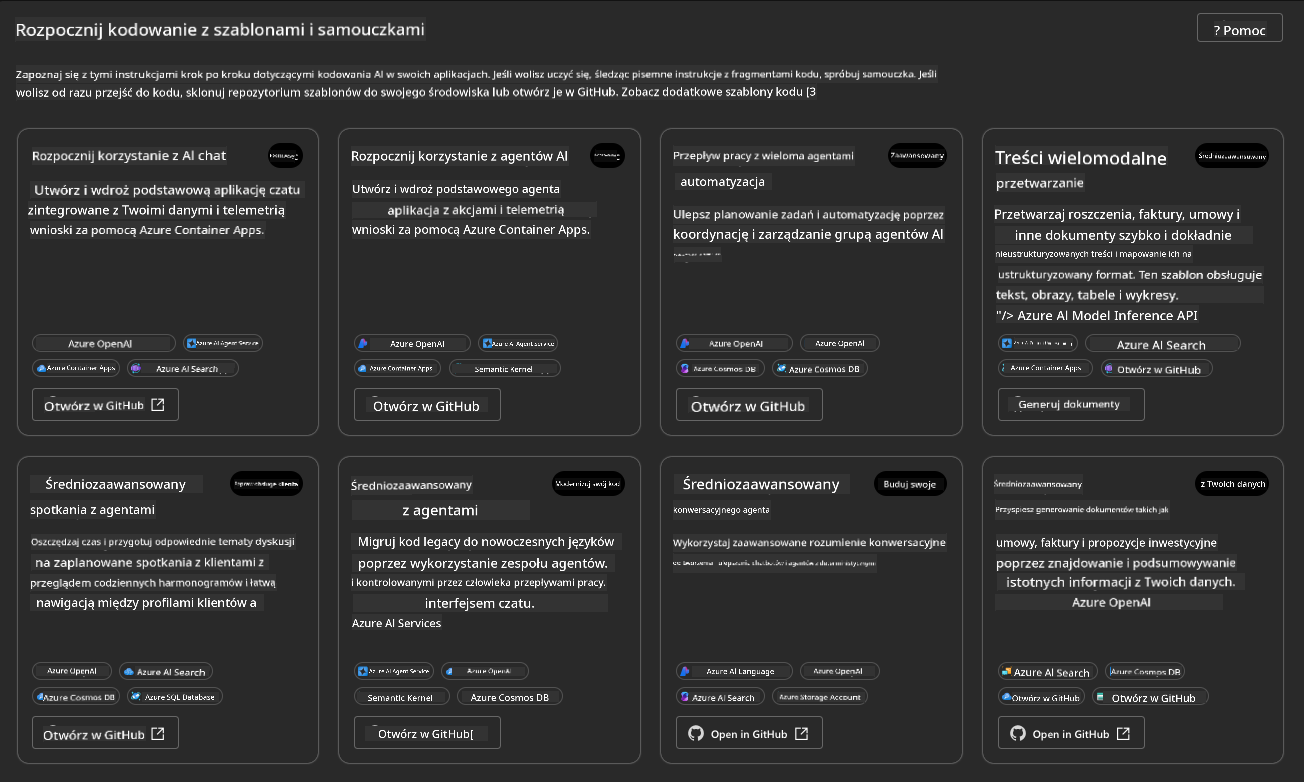 Rozpocznij kodowanie z szablonami i samouczkami
? Pomoc
Zapoznaj się z tymi instrukcjami krok po kroku dotyczącymi kodowania AI w swoich aplikacjach. Jeśli wolisz uczyć się, śledząc pisemne instrukcje z fragmentami kodu, spróbuj samouczka. Jeśli
wolisz od razu przejść do kodu, sklonuj repozytorium szablonów do swojego środowiska lub otwórz je w GitHub. Zobacz dodatkowe szablony kodu [3
Rozpocznij korzystanie z AI chat
Utwórz i wdroż podstawową aplikację czatu
zintegrowane z Twoimi danymi i telemetrią
wnioski za pomocą Azure Container Apps.
Azure OpenAI
Azure AI Agent Service
Azure Container Apps
Azure AI Search
Otwórz w GitHub
Rozpocznij korzystanie z agentów AI
Utwórz i wdroż podstawowego agenta
aplikacja z akcjami i telemetrią
wnioski za pomocą Azure Container Apps.
Azure OpenAI
Azure AI Agent Service
Azure Container Apps
Semantic Kernel
Otwórz w GitHub
Przepływ pracy z wieloma agentami
Zaawansowany
automatyzacja
Ulepsz planowanie zadań i automatyzację poprzez
koordynację i zarządzanie grupą agentów AI
Azure OpenAI
Azure OpenAI
Azure Cosmos DB
Azure Cosmos DB
Otwórz w GitHub
Treści wielomodalne
Średniozaawansowany
przetwarzanie
Przetwarzaj roszczenia, faktury, umowy i
inne dokumenty szybko i dokładnie
nieustrukturyzowanych treści i mapowanie ich na
ustrukturyzowany format. Ten szablon obsługuje
tekst, obrazy, tabele i wykresy.
"/> Azure AI Model Inference API
Azure AI Search
Azure Container Apps
Otwórz w GitHub
Generuj dokumenty
Średniozaawansowany
spotkania z agentami
Oszczędzaj czas i przygotuj odpowiednie tematy dyskusji
na zaplanowane spotkania z klientami z
przeglądem codziennych harmonogramów i łatwą
nawigacją między profilami klientów a
Azure OpenAI
Azure AI Search
Azure Cosmos DB
Azure SQL Database
Otwórz w GitHub
Średniozaawansowany
Modernizuj swój kod
z agentami
Migruj kod legacy do nowoczesnych języków
poprzez wykorzystanie zespołu agentów.
i kontrolowanymi przez człowieka przepływami pracy.
interfejsem czatu.
Azure AI Services
Azure AI Agent Service
Azure OpenAI
Semantic Kernel
Azure Cosmos DB
Otwórz w GitHub[
Średniozaawansowany
Buduj swoje
konwersacyjnego agenta
Wykorzystaj zaawansowane rozumienie konwersacyjne
Azure AI Language
Azure OpenAI
Azure AI Search
Azure Storage Account
Open in GitHub
Średniozaawansowany
z Twoich danych
Przyspiesz generowanie dokumentów takich jak
umowy, faktury i propozycje inwestycyjne
poprzez znajdowanie i podsumowywanie
istotnych informacji z Twoich danych.
Azure OpenAI
Azure AI Search
Azure Cosmos DB
Otwórz w GitHub
Otwórz w GitHub
Open in GitHub